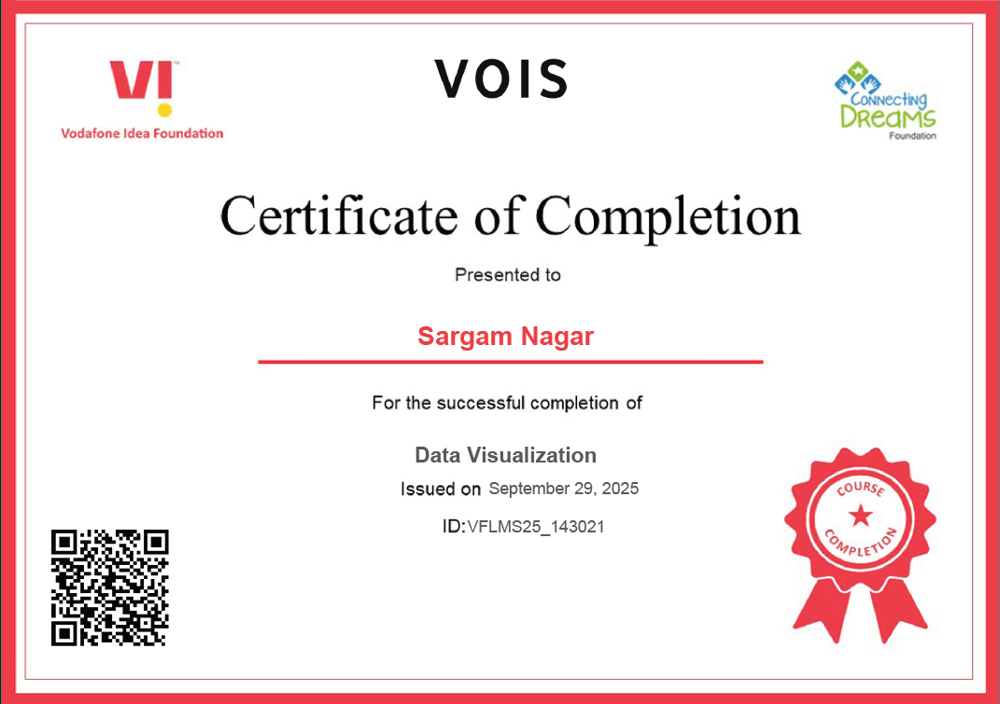 VI™
Vodafone Idea Foundation
VOIS
Connecting
Dreams
Foundation
Certificate of Completion
Presented to
Sargam Nagar
For the successful completion of
Data Visualization
Issued on September 29, 2025
ID:VFLMS25_143021
COURSE
COMPLETION